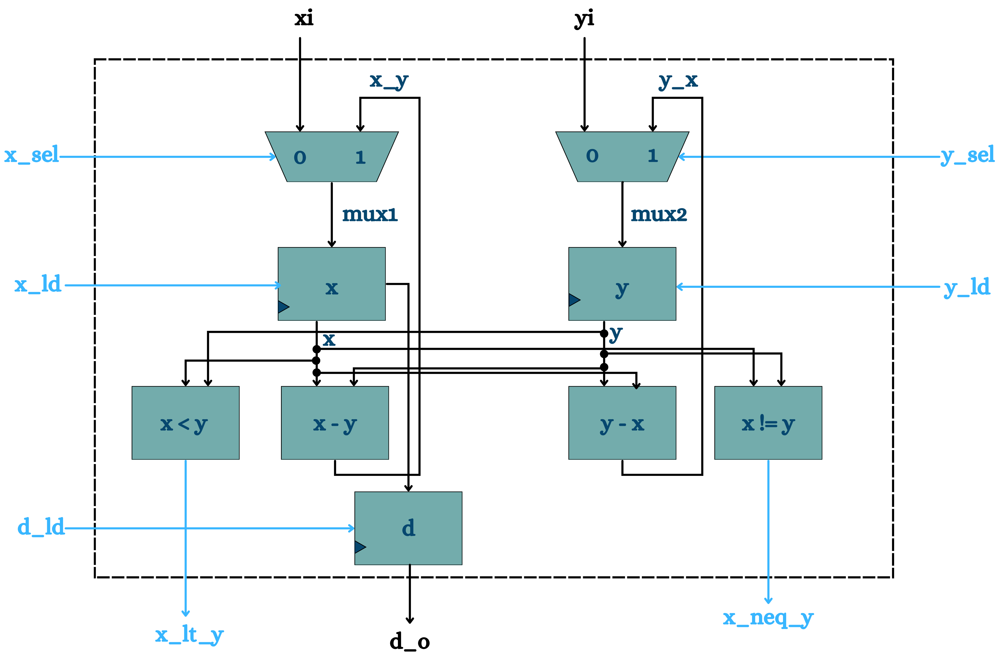 xi
yi
x_y
y_x
x_sel
0
1
0
1
y_sel
mux1
mux2
x_ld
x
y
y_ld
x
y
x < y
x - y
y - x
x != y
d_ld
d
x_lt_y
d_o
x_neq_y